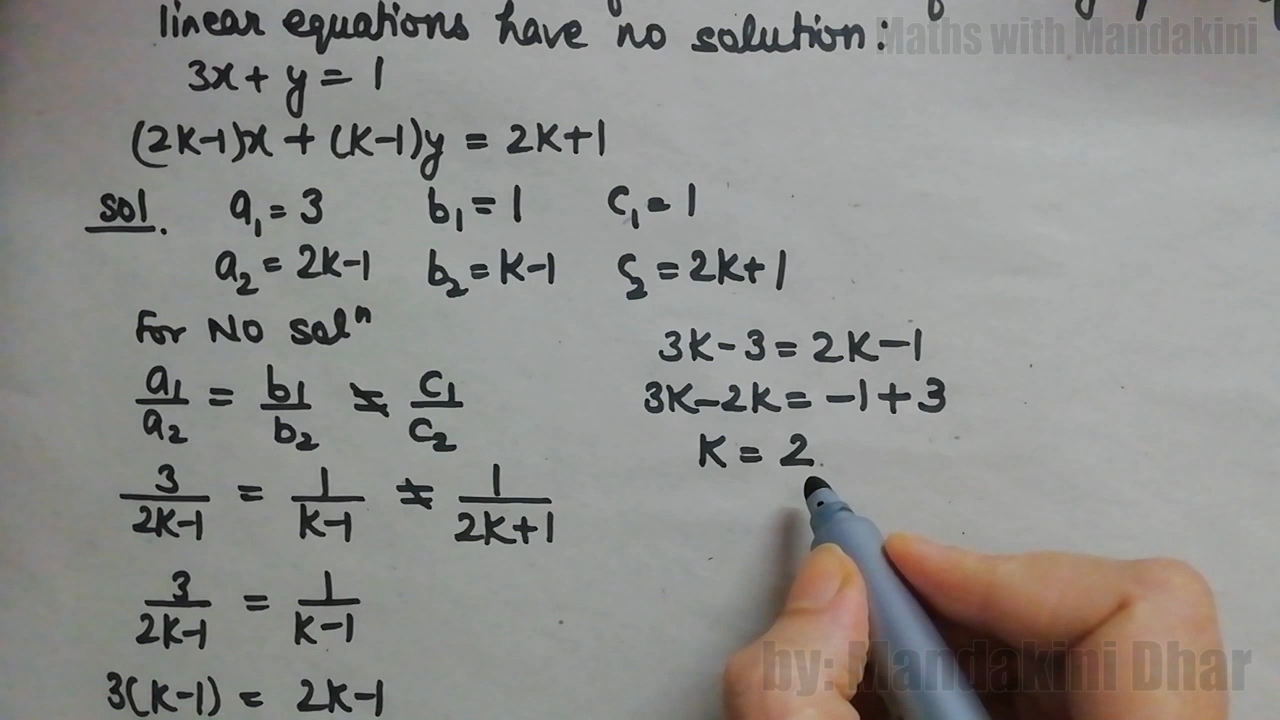 linear equations have no solution:
Maths with Mandakini
3x + y = 1
(2K-1)x + (K-1)y = 2K+1
Sol. a₁ = 3 b₁ = 1 c₁ = 1
a₂ = 2K-1 b₂ = K-1 c₂ = 2K+1
For NO solⁿ
a₁/a₂ = b₁/b₂ ≠ c₁/c₂
3/2K-1 = 1/K-1 ≠ 1/2K+1
3/2K-1 = 1/K-1
3(K-1) = 2K-1
3K-3 = 2K-1
3K-2K = -1+3
K = 2
by: Mandakini Dhar